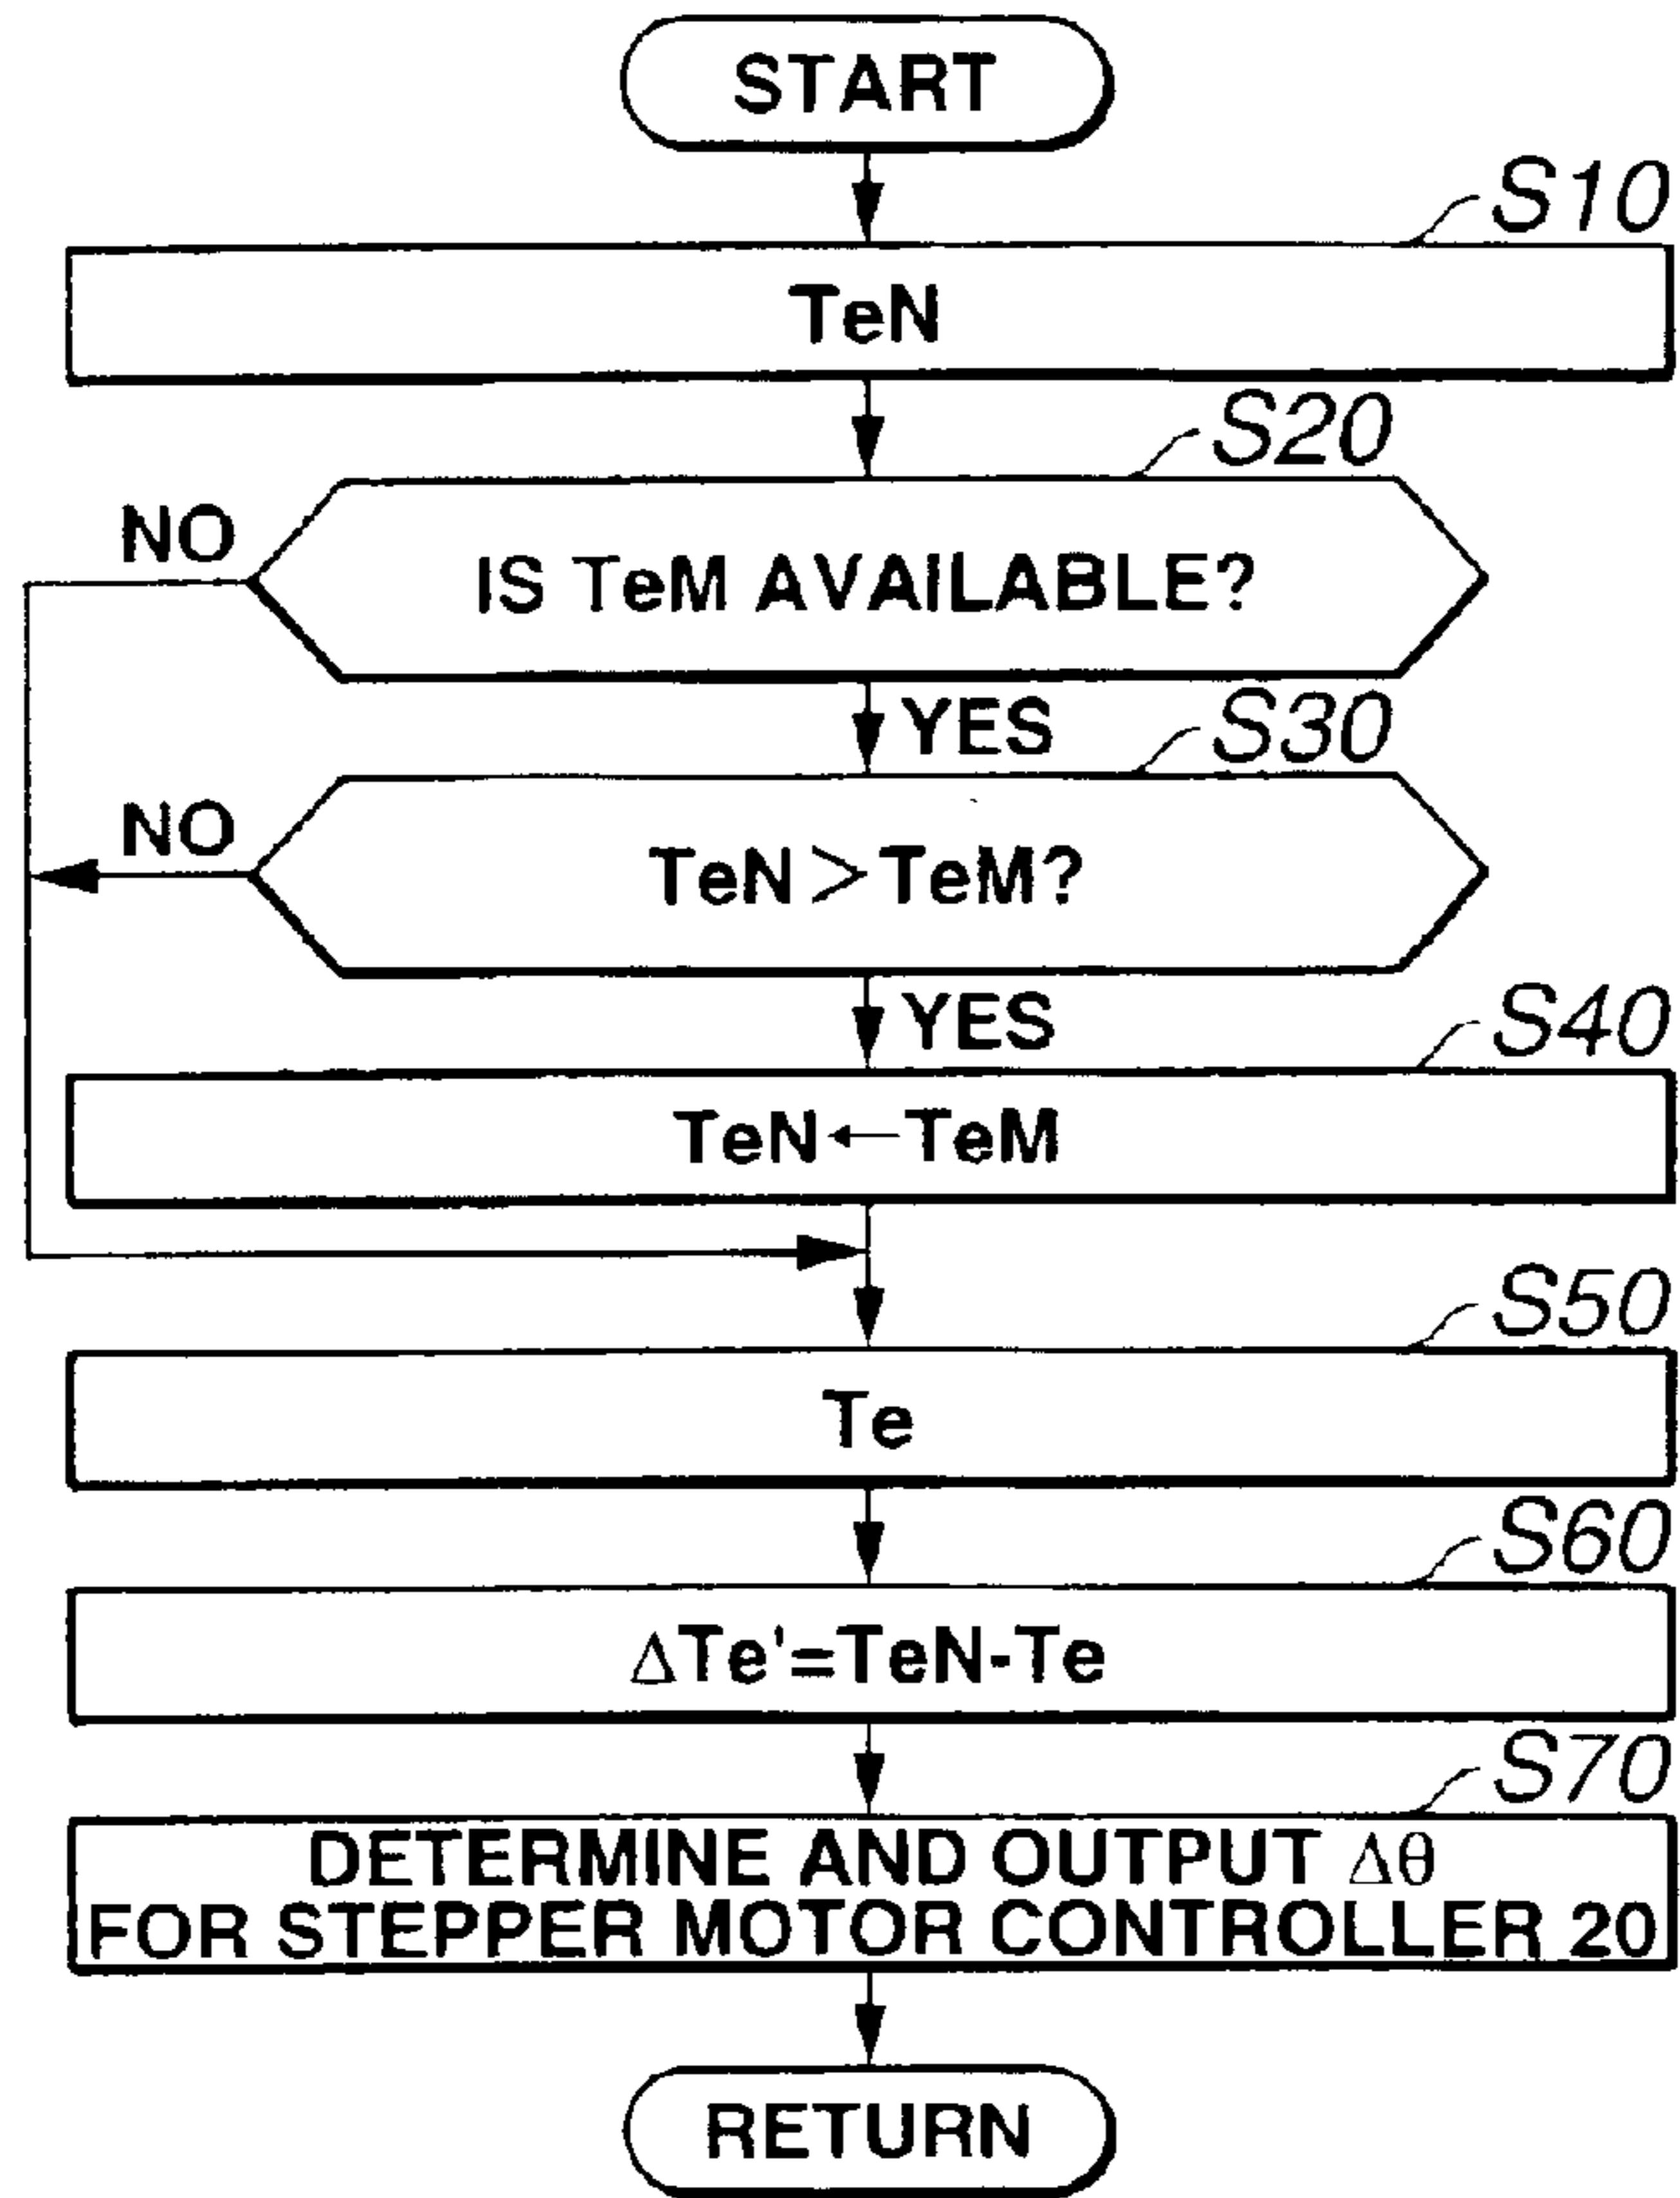 START
S10
TeN
S20
NO
IS TeM AVAILABLE?
YES
S30
NO
TeN>TeM?
YES
S40
TeN←TeM
S50
Te
S60
ΔTe'=TeN-Te
S70
DETERMINE AND OUTPUT Δθ
FOR STEPPER MOTOR CONTROLLER 20
RETURN